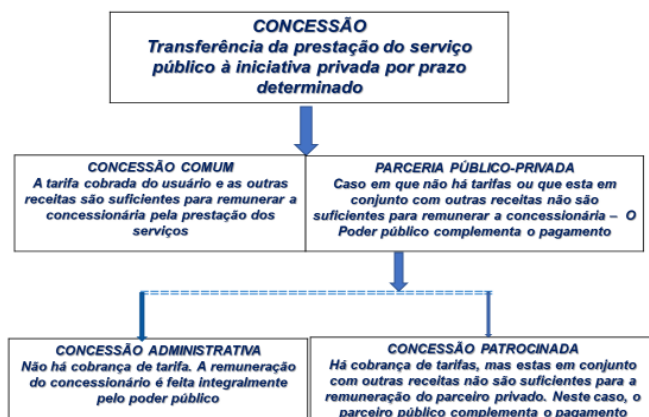 CONCESSÃO
Transferência da prestação do serviço
público à iniciativa privada por prazo
determinado
CONCESSÃO COMUM
A tarifa cobrada do usuário e as outras
receitas são suficientes para remunerar a
concessionária pela prestação dos
serviços
PARCERIA PÚBLICO-PRIVADA
Caso em que não há tarifas ou que esta em
conjunto com outras receitas não são
suficientes para remunerar a concessionária – O
Poder público complementa o pagamento
CONCESSÃO ADMINISTRATIVA
Não há cobrança de tarifa. A remuneração
do concessionário é feita integralmente
pelo poder público
CONCESSÃO PATROCINADA
Há cobrança de tarifas, mas estas em conjunto
com outras receitas não são suficientes para a
remuneração do parceiro privado. Neste caso, o
parceiro público complementa o pagamento